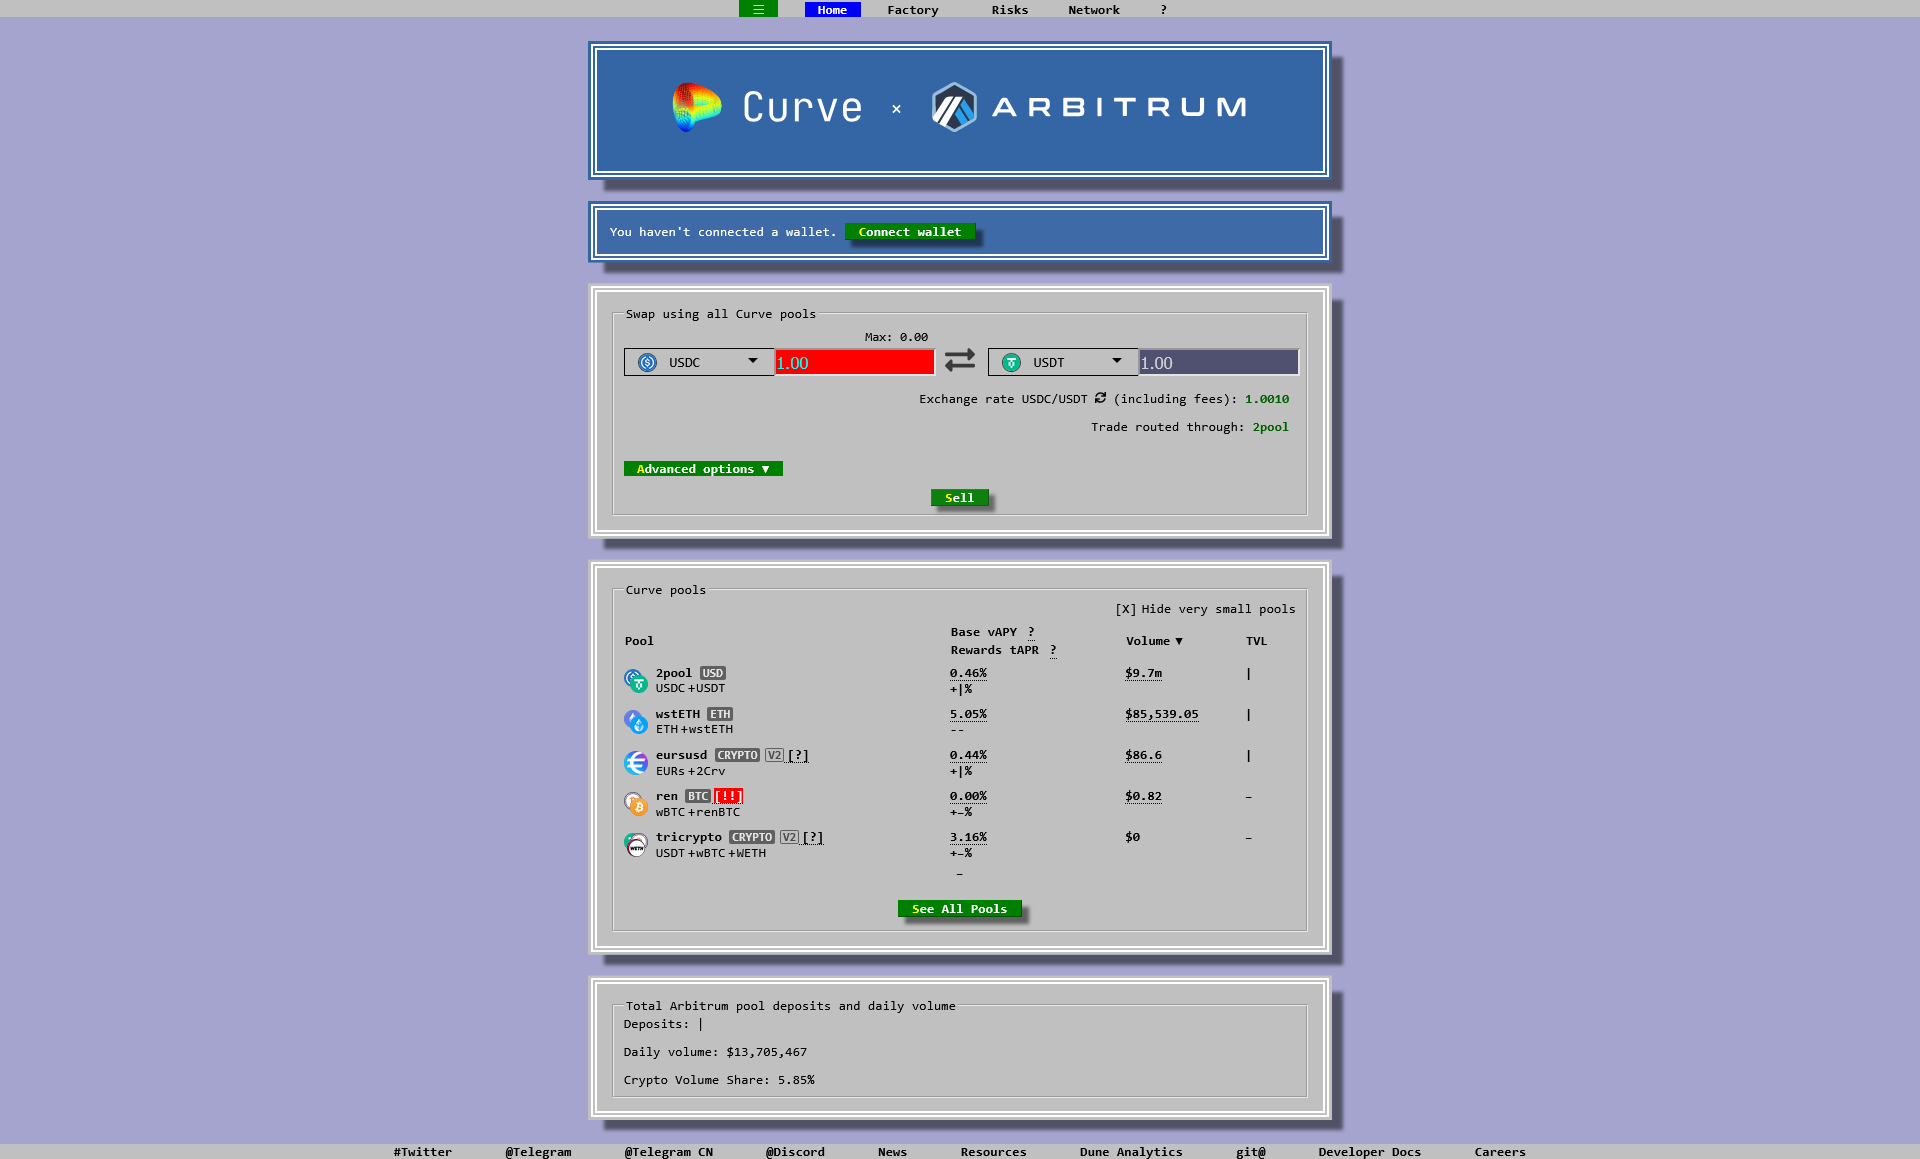 ☰ Home Factory Risks Network ?
Curve × ARBITRUM
You haven't connected a wallet. Connect wallet
Swap using all Curve pools
Max: 0.00
USDC 1.00 USDT 1.00
Exchange rate USDC/USDT (including fees): 1.0010
Trade routed through: 2pool
Advanced options ▼
Sell
Curve pools
[X] Hide very small pools
Pool Base vAPY ? Volume ▼ TVL
Rewards tAPR ?
2pool USD 0.46% $9.7m |
USDC+USDT +|%
wstETH ETH 5.05% $85,539.05 |
ETH+wstETH --
eursusd CRYPTO V2 [?] 0.44% $86.6 |
EURs+2Crv +|%
ren BTC [!!] 0.00% $0.82 –
wBTC+renBTC +–%
tricrypto CRYPTO V2 [?] 3.16% $0 –
USDT+wBTC+WETH +–%
–
See All Pools
Total Arbitrum pool deposits and daily volume
Deposits: |
Daily volume: $13,705,467
Crypto Volume Share: 5.85%
#Twitter @Telegram @Telegram CN @Discord News Resources Dune Analytics git@ Developer Docs Careers